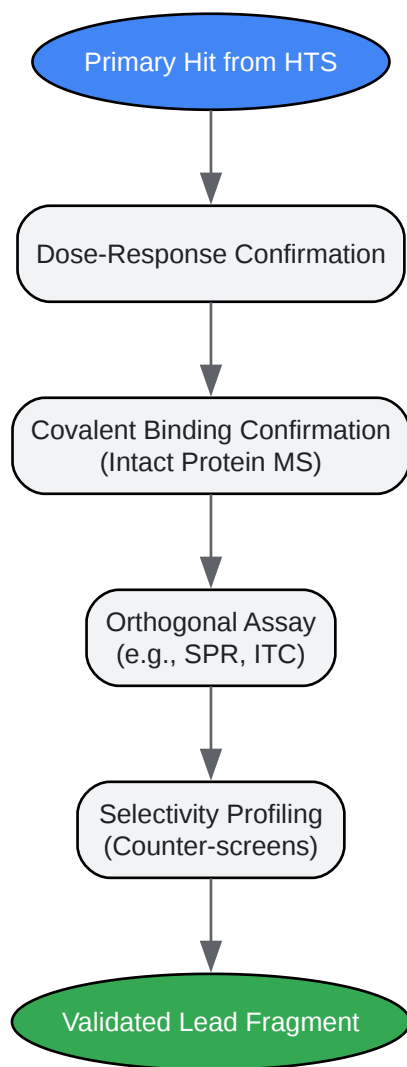 Primary Hit from HTS
Dose-Response Confirmation
Covalent Binding Confirmation
(Intact Protein MS)
Orthogonal Assay
(e.g., SPR, ITC)
Selectivity Profiling
(Counter-screens)
Validated Lead Fragment